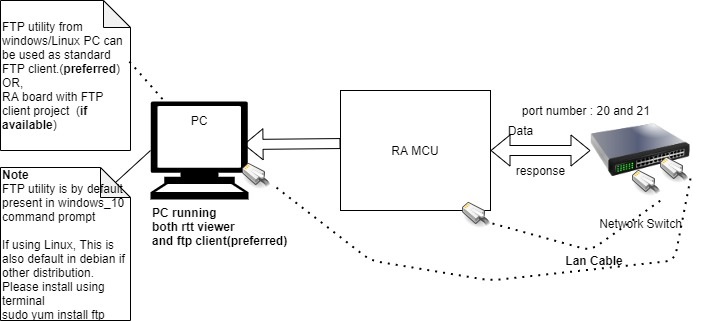 FTP utility from
windows/Linux PC can
be used as standard
FTP client.(preferred)
OR,
RA board with FTP
client project (if
available)
PC
RA MCU
port number : 20 and 21
Data
response
Network Switch
Lan Cable
PC running
both rtt viewer
and ftp client(preferred)
Note
FTP utility is by default
present in windows_10
command prompt
If using Linux, This is
also default in debian if
other distribution.
Please install using
terminal
sudo yum install ftp